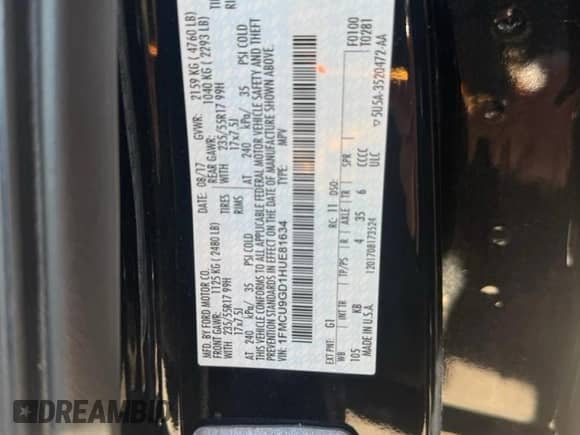 MFD. BY FORD MOTOR CO.
DATE: 08/17 GVWR: 2159 KG ( 4760 LB)
FRONT GAWR: 1125 KG ( 2480 LB) REAR GAWR: 1040 KG ( 2293 LB)
WITH 235/55R17 99H TIRES WITH 235/55R17 99H
17x7.5J RIMS 17x7.5J
AT 240 kPa/ 35 PSI COLD AT 240 kPa/ 35 PSI COLD
THIS VEHICLE CONFORMS TO ALL APPLICABLE FEDERAL MOTOR VEHICLE SAFETY AND THEFT
PREVENTION STANDARDS IN EFFECT ON THE DATE OF MANUFACTURE SHOWN ABOVE.
VIN: 1FMCU9GD1HUE81634 TYPE: MPV
F0100
T0281
EXT PNT: G1 RC: 11 DSO:
WB INT TR TP/PS R AXLE TR SPR
105 KB 4 35 6 CCCC
MADE IN U.S.A. ULC
1201708173524
5U5A-3520472-AA
DREAMBID